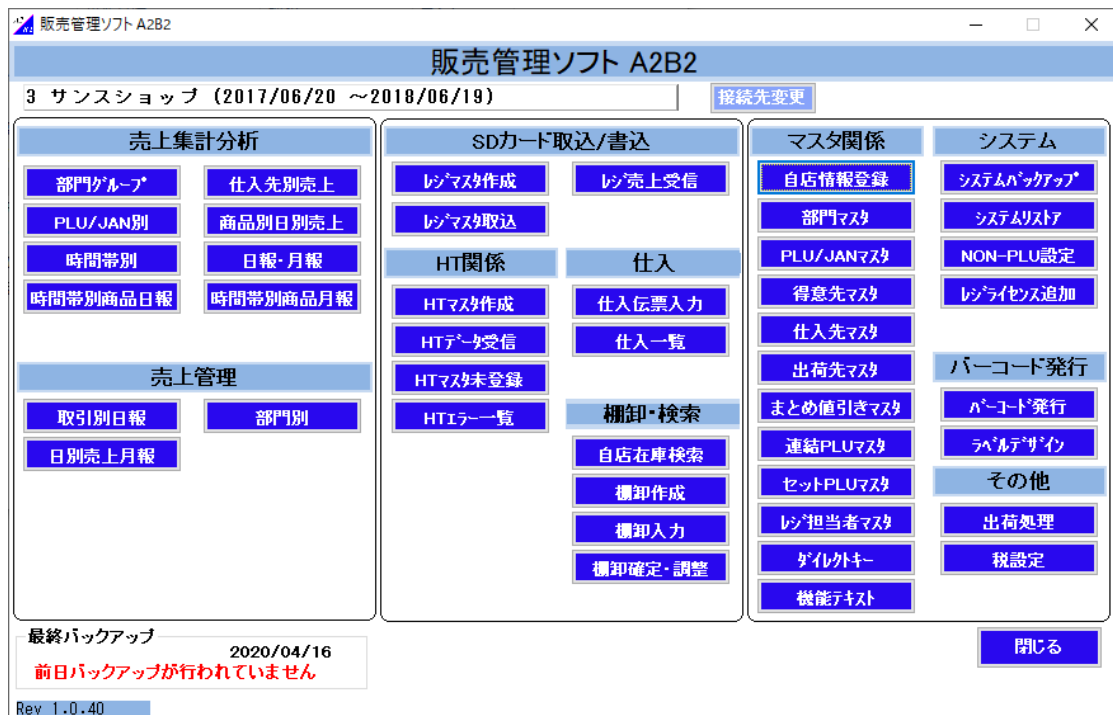 販売管理ソフト A2B2
販売管理ソフト A2B2
3 サンスショップ (2017/06/20 ～2018/06/19)
接続先変更
売上集計分析
部門ｸﾞﾙｰﾌﾟ 仕入先別売上
PLU/JAN別 商品別日別売上
時間帯別 日報･月報
時間帯別商品日報 時間帯別商品月報
売上管理
取引別日報 部門別
日別売上月報
SDカード取込/書込
ﾚｼﾞﾏｽﾀ作成 ﾚｼﾞ売上受信
ﾚｼﾞﾏｽﾀ取込
HT関係
HTﾏｽﾀ作成
HTﾃﾞｰﾀ受信
HTﾏｽﾀ未登録
HTｴﾗｰ一覧
仕入
仕入伝票入力
仕入一覧
棚卸･検索
自店在庫検索
棚卸作成
棚卸入力
棚卸確定･調整
マスタ関係
自店情報登録
部門ﾏｽﾀ
PLU/JANﾏｽﾀ
得意先ﾏｽﾀ
仕入先ﾏｽﾀ
出荷先ﾏｽﾀ
まとめ値引きﾏｽﾀ
連結PLUﾏｽﾀ
セットPLUﾏｽﾀ
ﾚｼﾞ担当者ﾏｽﾀ
ﾀﾞｲﾚｸﾄｷｰ
機能ﾃｷｽﾄ
システム
ｼｽﾃﾑﾊﾞｯｸｱｯﾌﾟ
ｼｽﾃﾑﾘｽﾄｱ
NON-PLU設定
ﾚｼﾞﾗｲｾﾝｽ追加
バーコード発行
ﾊﾞｰｺｰﾄﾞ発行
ﾗﾍﾞﾙﾃﾞｻﾞｲﾝ
その他
出荷処理
税設定
最終バックアップ
2020/04/16
前日バックアップが行われていません
閉じる
Rev 1.0.40